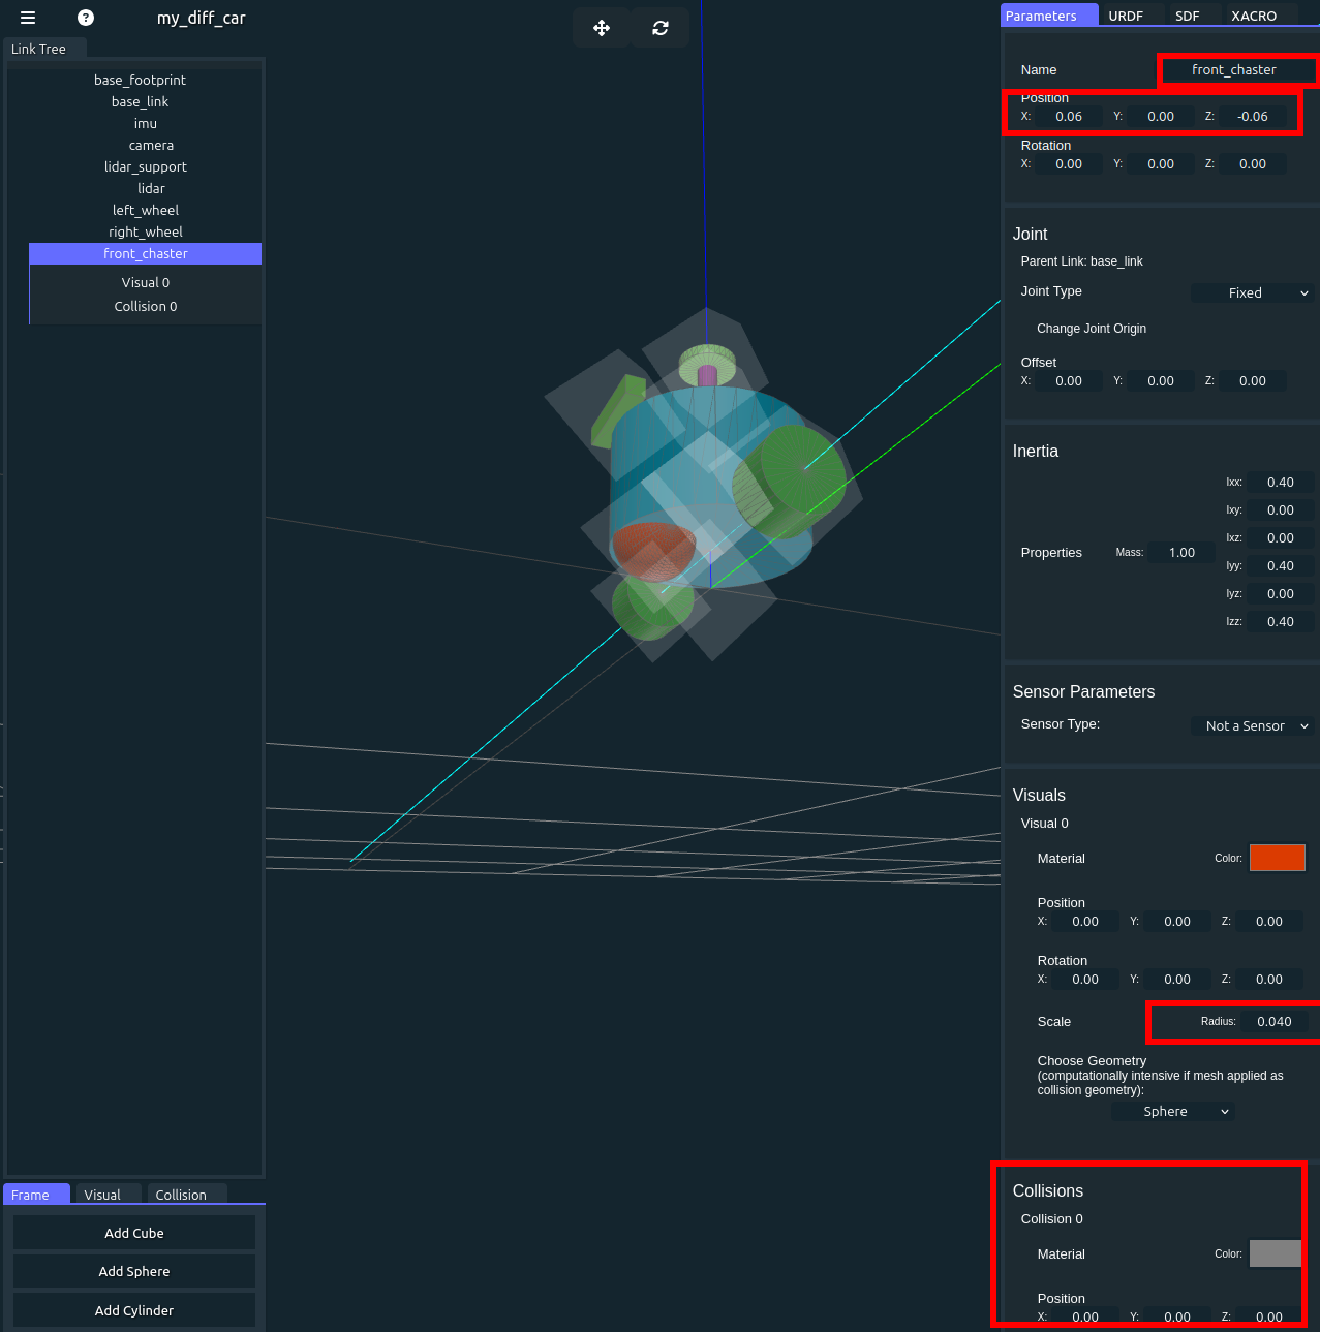 my_diff_car
Link Tree
base_footprint
base_link
imu
camera
lidar_support
lidar
left_wheel
right_wheel
front_chaster
Visual 0
Collision 0
Frame Visual Collision
Add Cube
Add Sphere
Add Cylinder
Parameters URDF SDF XACRO
Name front_chaster
Position
X: 0.06 Y: 0.00 Z: -0.06
Rotation
X: 0.00 Y: 0.00 Z: 0.00
Joint
Parent Link: base_link
Joint Type Fixed
Change Joint Origin
Offset
X: 0.00 Y: 0.00 Z: 0.00
Inertia
Ixx: 0.40
Ixy: 0.00
Ixz: 0.00
Properties Mass: 1.00
Iyy: 0.40
Iyz: 0.00
Izz: 0.40
Sensor Parameters
Sensor Type: Not a Sensor
Visuals
Visual 0
Material Color:
Position
X: 0.00 Y: 0.00 Z: 0.00
Rotation
X: 0.00 Y: 0.00 Z: 0.00
Scale Radius: 0.040
Choose Geometry
(computationally intensive if mesh applied as
collision geometry):
Sphere
Collisions
Collision 0
Material Color:
Position
X: 0.00 Y: 0.00 Z: 0.00